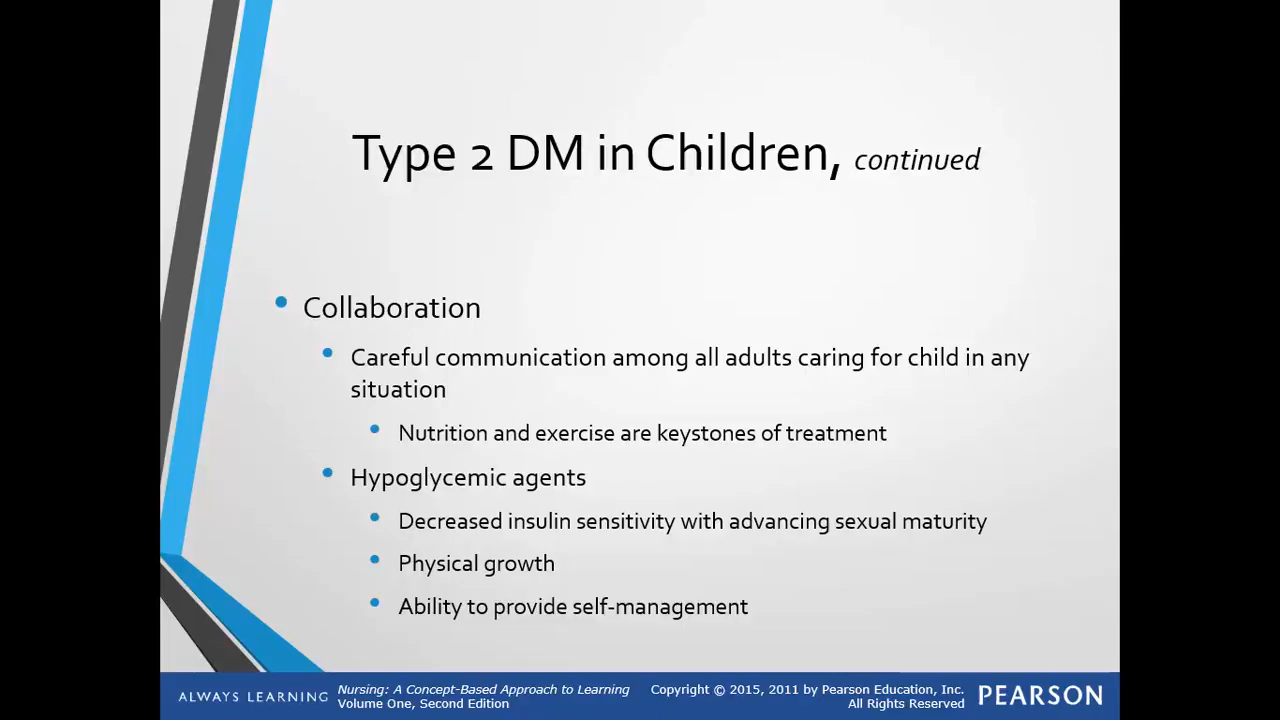 Type 2 DM in Children, continued
• Collaboration
• Careful communication among all adults caring for child in any
situation
• Nutrition and exercise are keystones of treatment
• Hypoglycemic agents
• Decreased insulin sensitivity with advancing sexual maturity
• Physical growth
• Ability to provide self-management
ALWAYS LEARNING
Nursing: A Concept-Based Approach to Learning
Volume One, Second Edition
Copyright © 2015, 2011 by Pearson Education, Inc.
All Rights Reserved
PEARSON